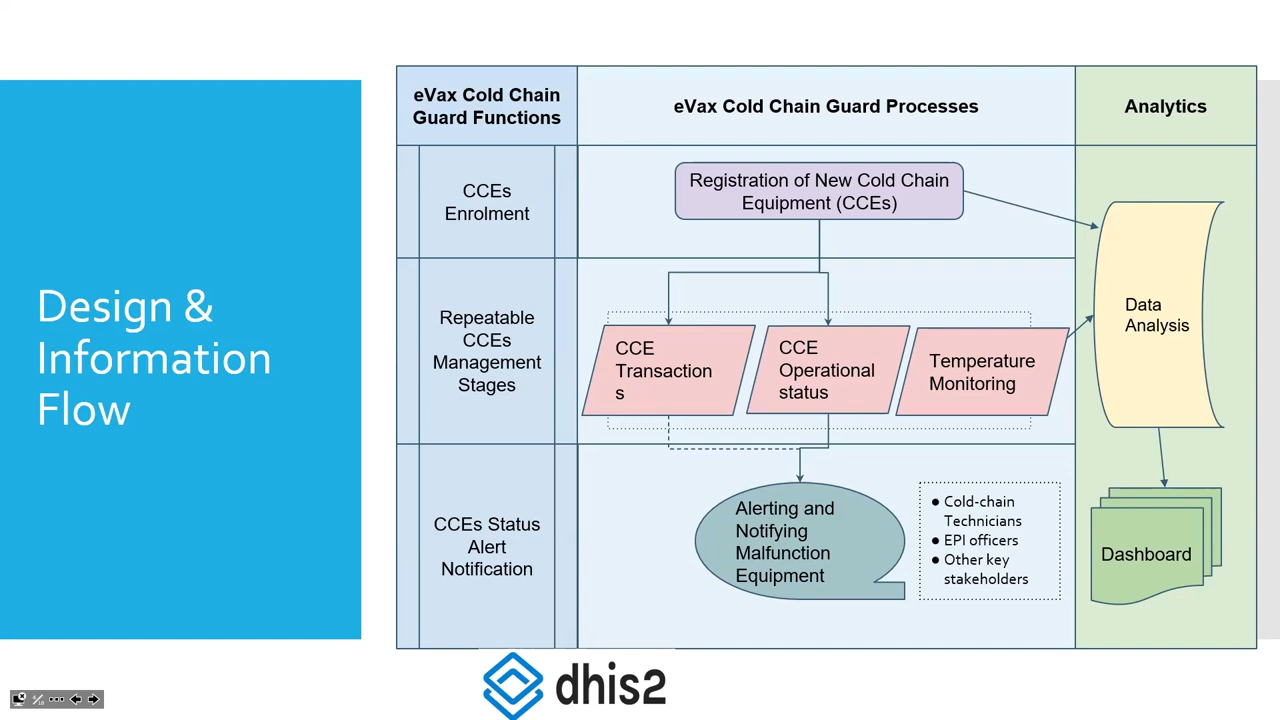 Design &
Information
Flow
eVax Cold Chain
Guard Functions
eVax Cold Chain Guard Processes
Analytics
CCEs
Enrolment
Registration of New Cold Chain
Equipment (CCEs)
Repeatable
CCEs
Management
Stages
CCE
Transaction
s
CCE
Operational
status
Temperature
Monitoring
Data
Analysis
CCEs Status
Alert
Notification
Alerting and
Notifying
Malfunction
Equipment
● Cold-chain
Technicians
● EPI officers
● Other key
stakeholders
Dashboard
dhis2